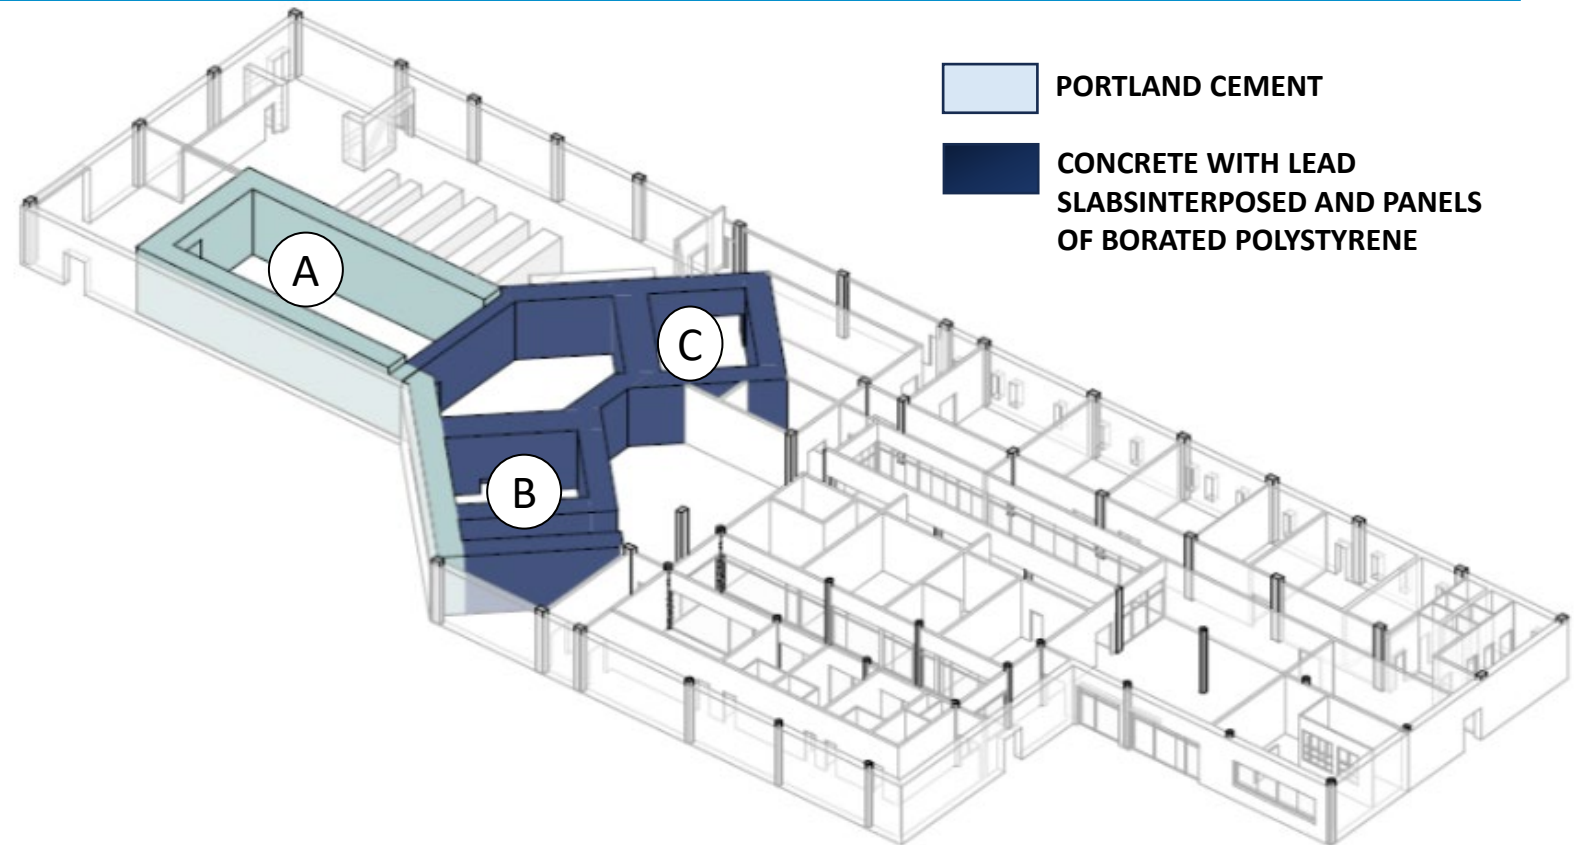 PORTLAND CEMENT
CONCRETE WITH LEAD
SLABSINTERPOSED AND PANELS
OF BORATED POLYSTYRENE
A
C
B